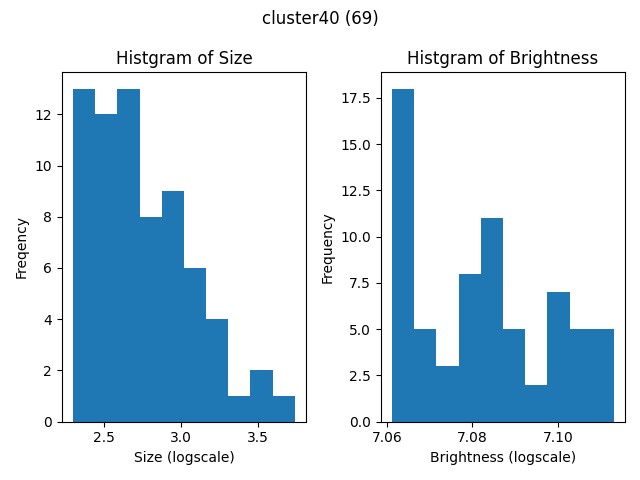 cluster40 (69)
Histgram of Size
12
10
8
6
4
2
0
Freqency
2.5 3.0 3.5
Size (logscale)
Histgram of Brightness
17.5
15.0
12.5
10.0
7.5
5.0
2.5
0.0
Frequency
7.06 7.08 7.10
Brightness (logscale)